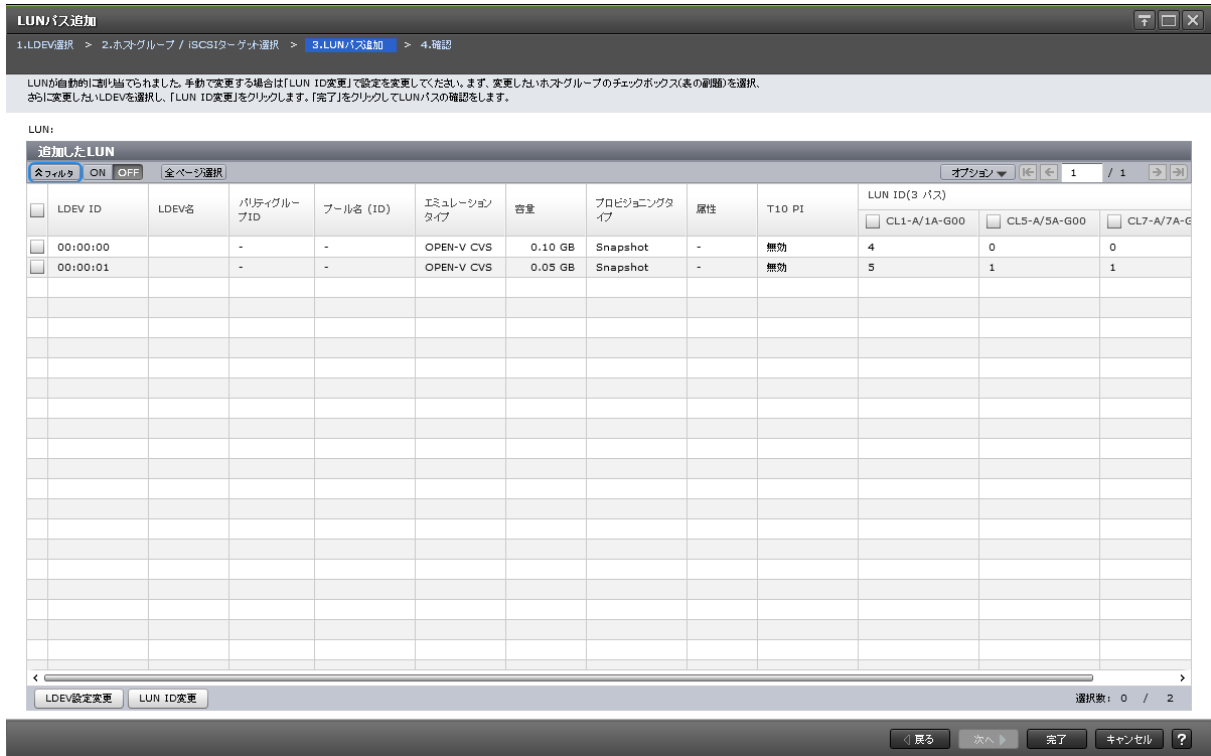 LUNパス追加
1.LDEV選択 > 2.ホストグループ / iSCSIターゲット選択 > 3.LUNパス追加 > 4.確認
LUNが自動的に割り当てられました。手動で変更する場合は「LUN ID変更」で設定を変更してください。まず、変更したいホストグループのチェックボックス(表の副題)を選択、
さらに変更したいLDEVを選択し、「LUN ID変更」をクリックします。「完了」をクリックしてLUNパスの確認をします。
LUN:
追加したLUN
フィルタ ON OFF 全ページ選択 オプション 1 / 1
LDEV ID LDEV名 パリティグルー プール名 (ID) エミュレーション 容量 プロビジョニングタ 属性 T10 PI LUN ID(3 パス)
プID タイプ イプ CL1-A/1A-G00 CL5-A/5A-G00 CL7-A/7A-G
00:00:00 - - OPEN-V CVS 0.10 GB Snapshot - 無効 4 0 0
00:00:01 - - OPEN-V CVS 0.05 GB Snapshot - 無効 5 1 1
LDEV設定変更 LUN ID変更 選択数: 0 / 2
戻る 次へ 完了 キャンセル ?